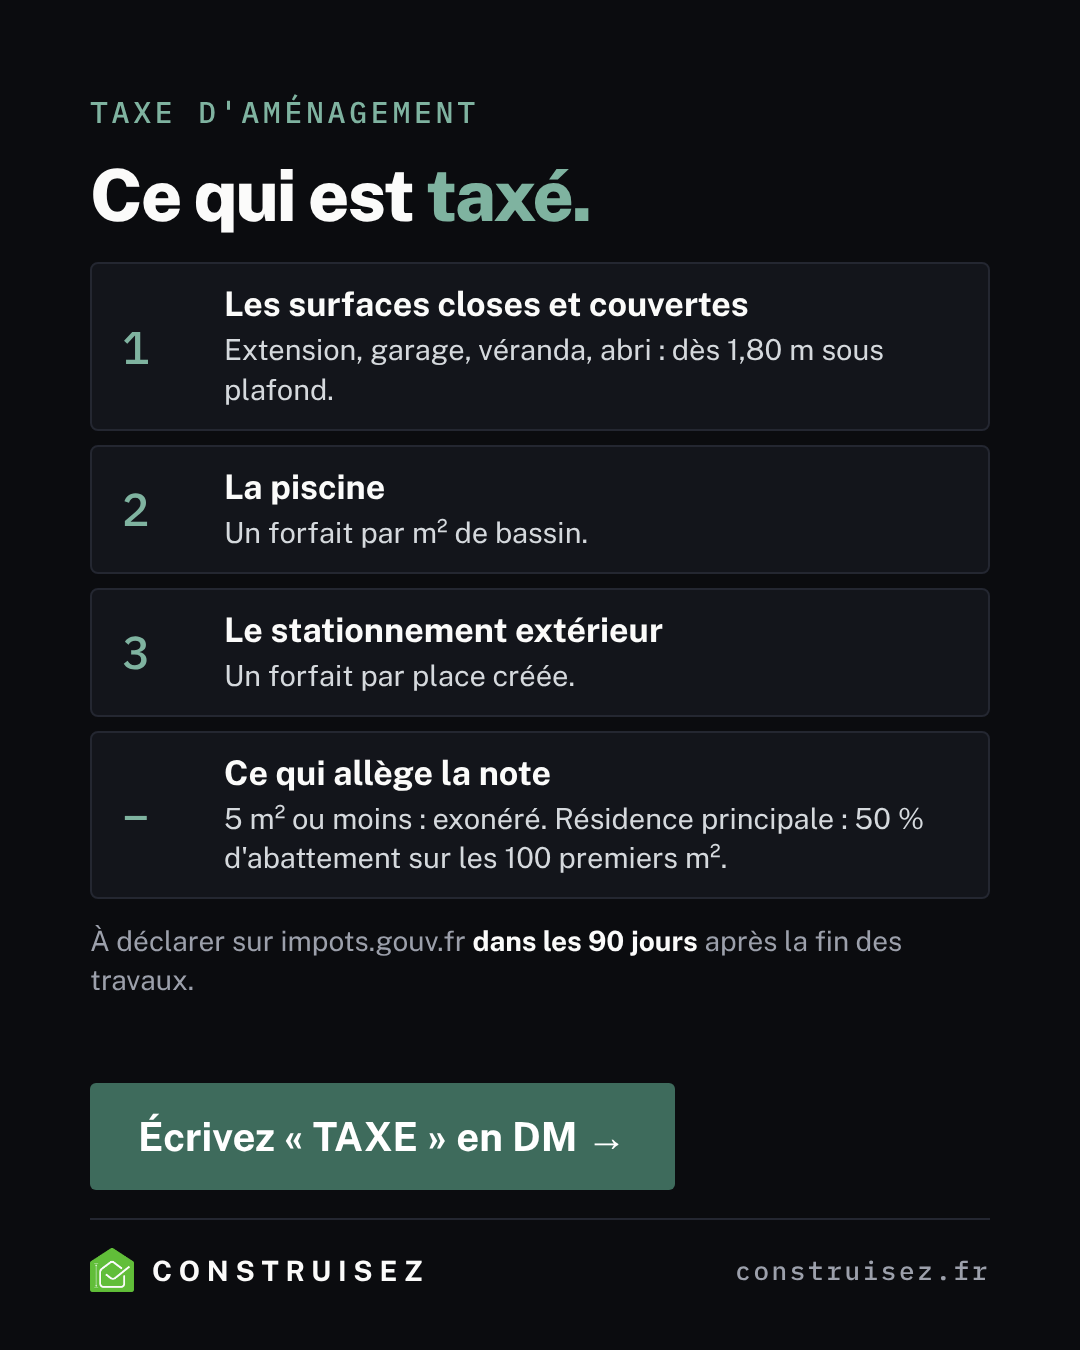 TAXE D'AMÉNAGEMENT
Ce qui est taxé.
1
Les surfaces closes et couvertes
Extension, garage, véranda, abri : dès 1,80 m sous
plafond.
2
La piscine
Un forfait par m² de bassin.
3
Le stationnement extérieur
Un forfait par place créée.
–
Ce qui allège la note
5 m² ou moins : exonéré. Résidence principale : 50 %
d'abattement sur les 100 premiers m².
À déclarer sur impots.gouv.fr dans les 90 jours après la fin des
travaux.
Écrivez « TAXE » en DM →
CONSTRUISEZ
construisez.fr